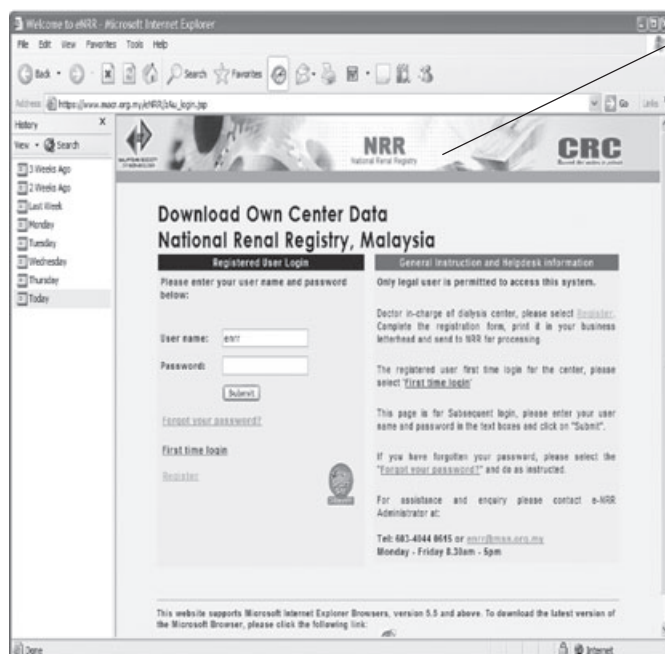 Welcome to eNRR - Microsoft Internet Explorer
File Edit View Favorites Tools Help
Back Search Favorites
Address Go Links
History X
View Search
3 Weeks Ago
2 Weeks Ago
Last Week
Monday
Tuesday
Wednesday
Thursday
Today
NRR
National Renal Registry
CRC
Download Own Center Data
National Renal Registry, Malaysia
Registered User Login
Please enter your user name and password
below:
User name: enrr
Password:
Submit
Forgot your password?
First time login
Register
General Instruction and Helpdesk information
Only legal user is permitted to access this system.
Doctor in-charge of dialysis center, please select Register.
Complete the registration form, print it in your business
letterhead and send to NRR for processing.
The registered user first time login for the center, please
select 'First time login'
This page is for Subsequent login, please enter your user
name and password in the text boxes and click on "Submit".
If you have forgotten your password, please select the
"Forgot your password?" and do as instructed.
For assistance and enquiry please contact e-NRR
Administrator at:
Tel: 603-4044 0615 or enrr@msn.org.my
Monday - Friday 8.30am - 5pm
This website supports Microsoft Internet Explorer Browsers, version 5.5 and above. To download the latest version of
the Microsoft Browser, please click the following link:
Done Internet